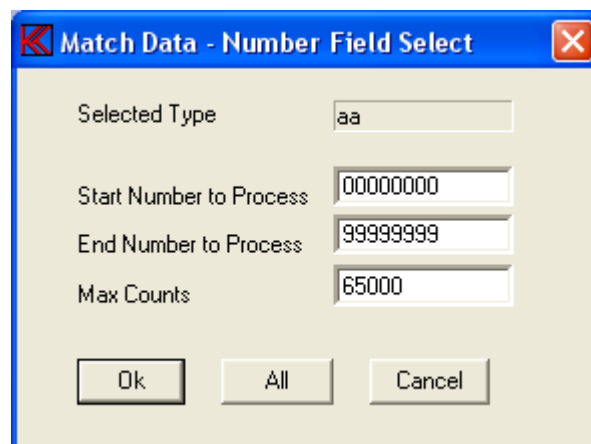 Match Data - Number Field Select
Selected Type aa
Start Number to Process 00000000
End Number to Process 99999999
Max Counts 65000
Ok All Cancel